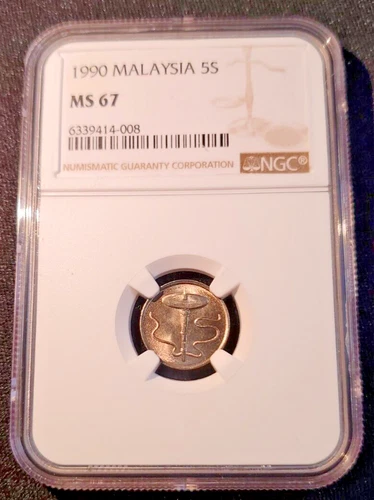 1990 MALAYSIA 5S
MS 67
6339414-008
NUMISMATIC GUARANTY CORPORATION
NGC®